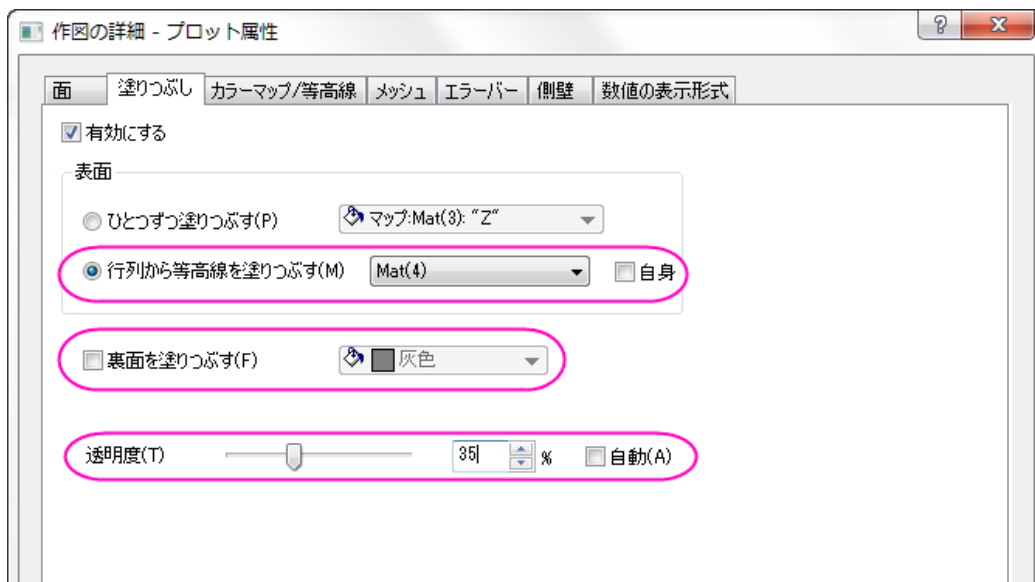 作図の詳細 - プロット属性
面 塗りつぶし カラーマップ/等高線 メッシュ エラーバー 側壁 数値の表示形式
有効にする
表面
ひとつずつ塗りつぶす(P) マップ:Mat(3): "Z"
行列から等高線を塗りつぶす(M) Mat(4) 自身
裏面を塗りつぶす(F) 灰色
透明度(T) 35 % 自動(A)